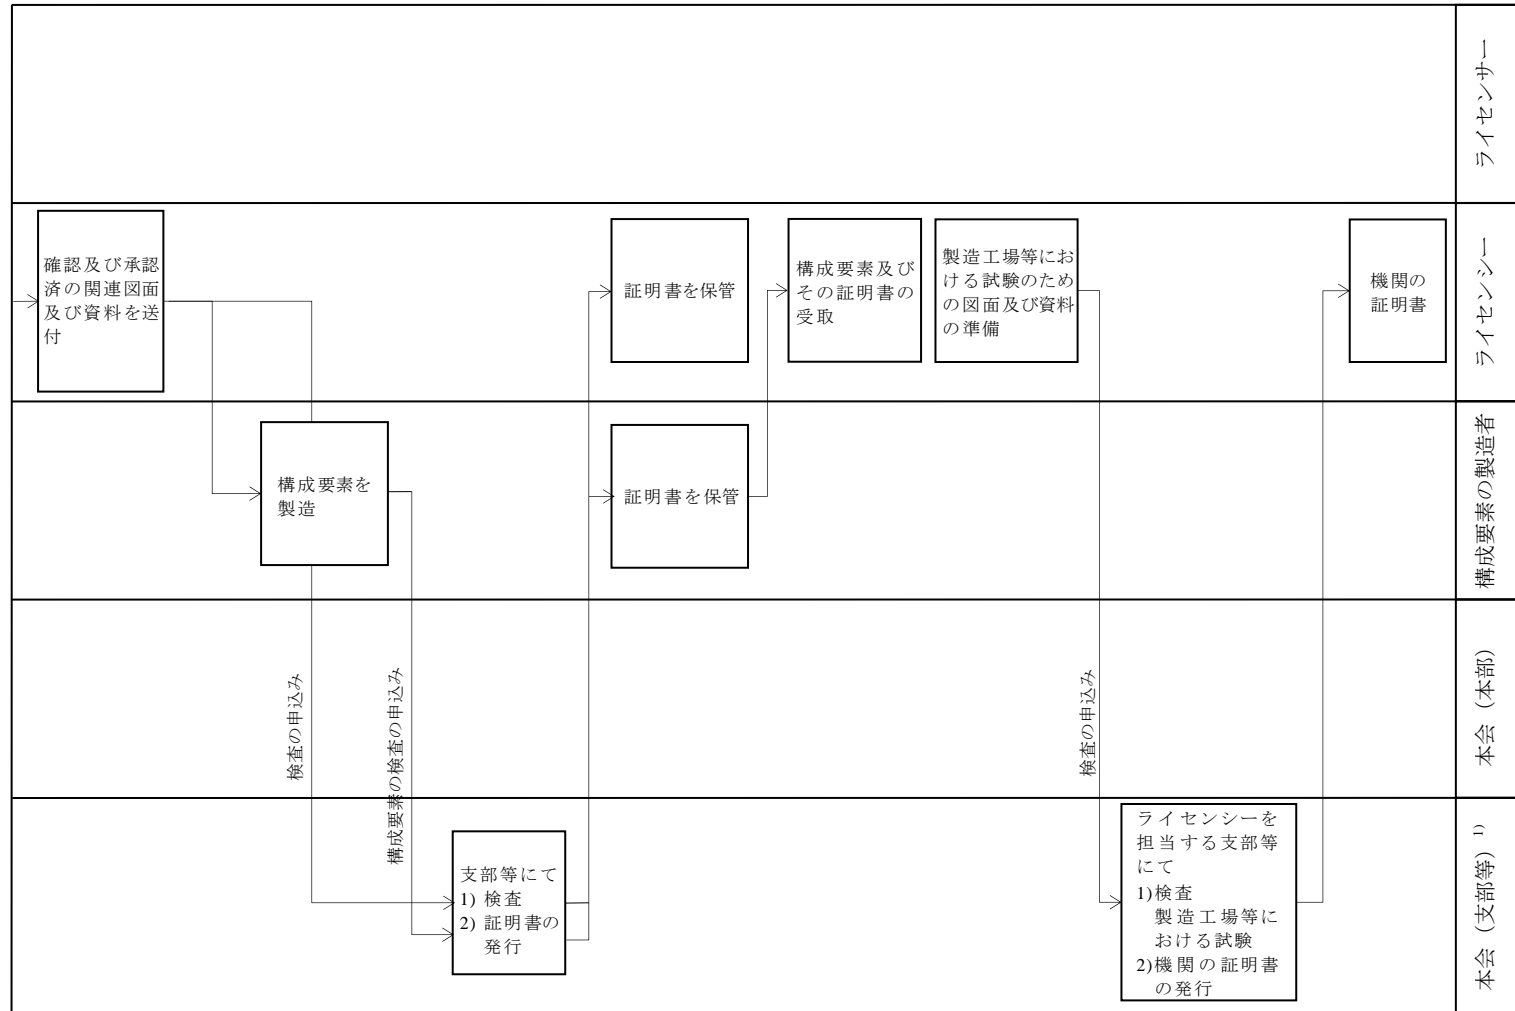 ライセンサー
確認及び承認
済の関連図面
及び資料を送
付
証明書を保管
構成要素及び
その証明書の
受取
製造工場等にお
ける試験のため
の図面及び資料
の準備
機関の
証明書
ライセンシー
構成要素を
製造
証明書を保管
構成要素の製造者
検査の申込み
構成要素の検査の申込み
検査の申込み
本会（本部）
支部等にて
1) 検査
2) 証明書の
発行
ライセンシーを
担当する支部等
にて
1)検査
製造工場等に
おける試験
2)機関の証明書
の発行
本会（支部等）1)